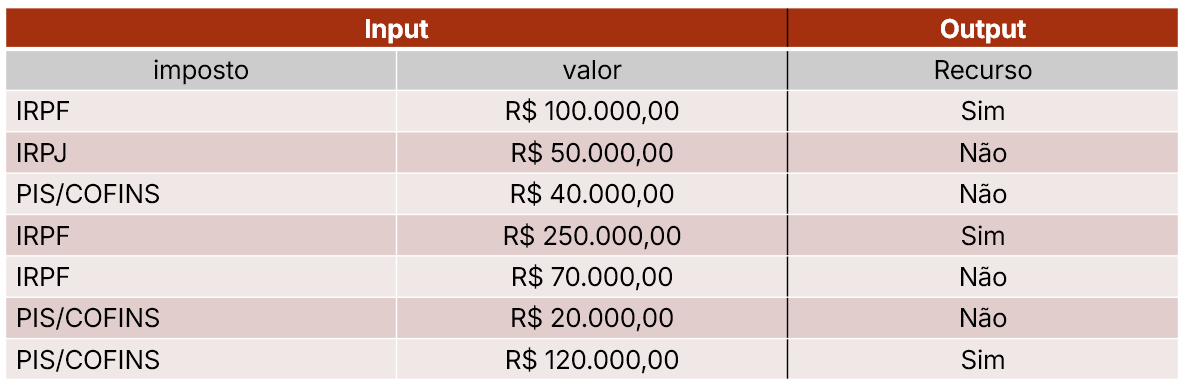 Input Output
imposto valor Recurso
IRPF R$ 100.000,00 Sim
IRPJ R$ 50.000,00 Não
PIS/COFINS R$ 40.000,00 Não
IRPF R$ 250.000,00 Sim
IRPF R$ 70.000,00 Não
PIS/COFINS R$ 20.000,00 Não
PIS/COFINS R$ 120.000,00 Sim